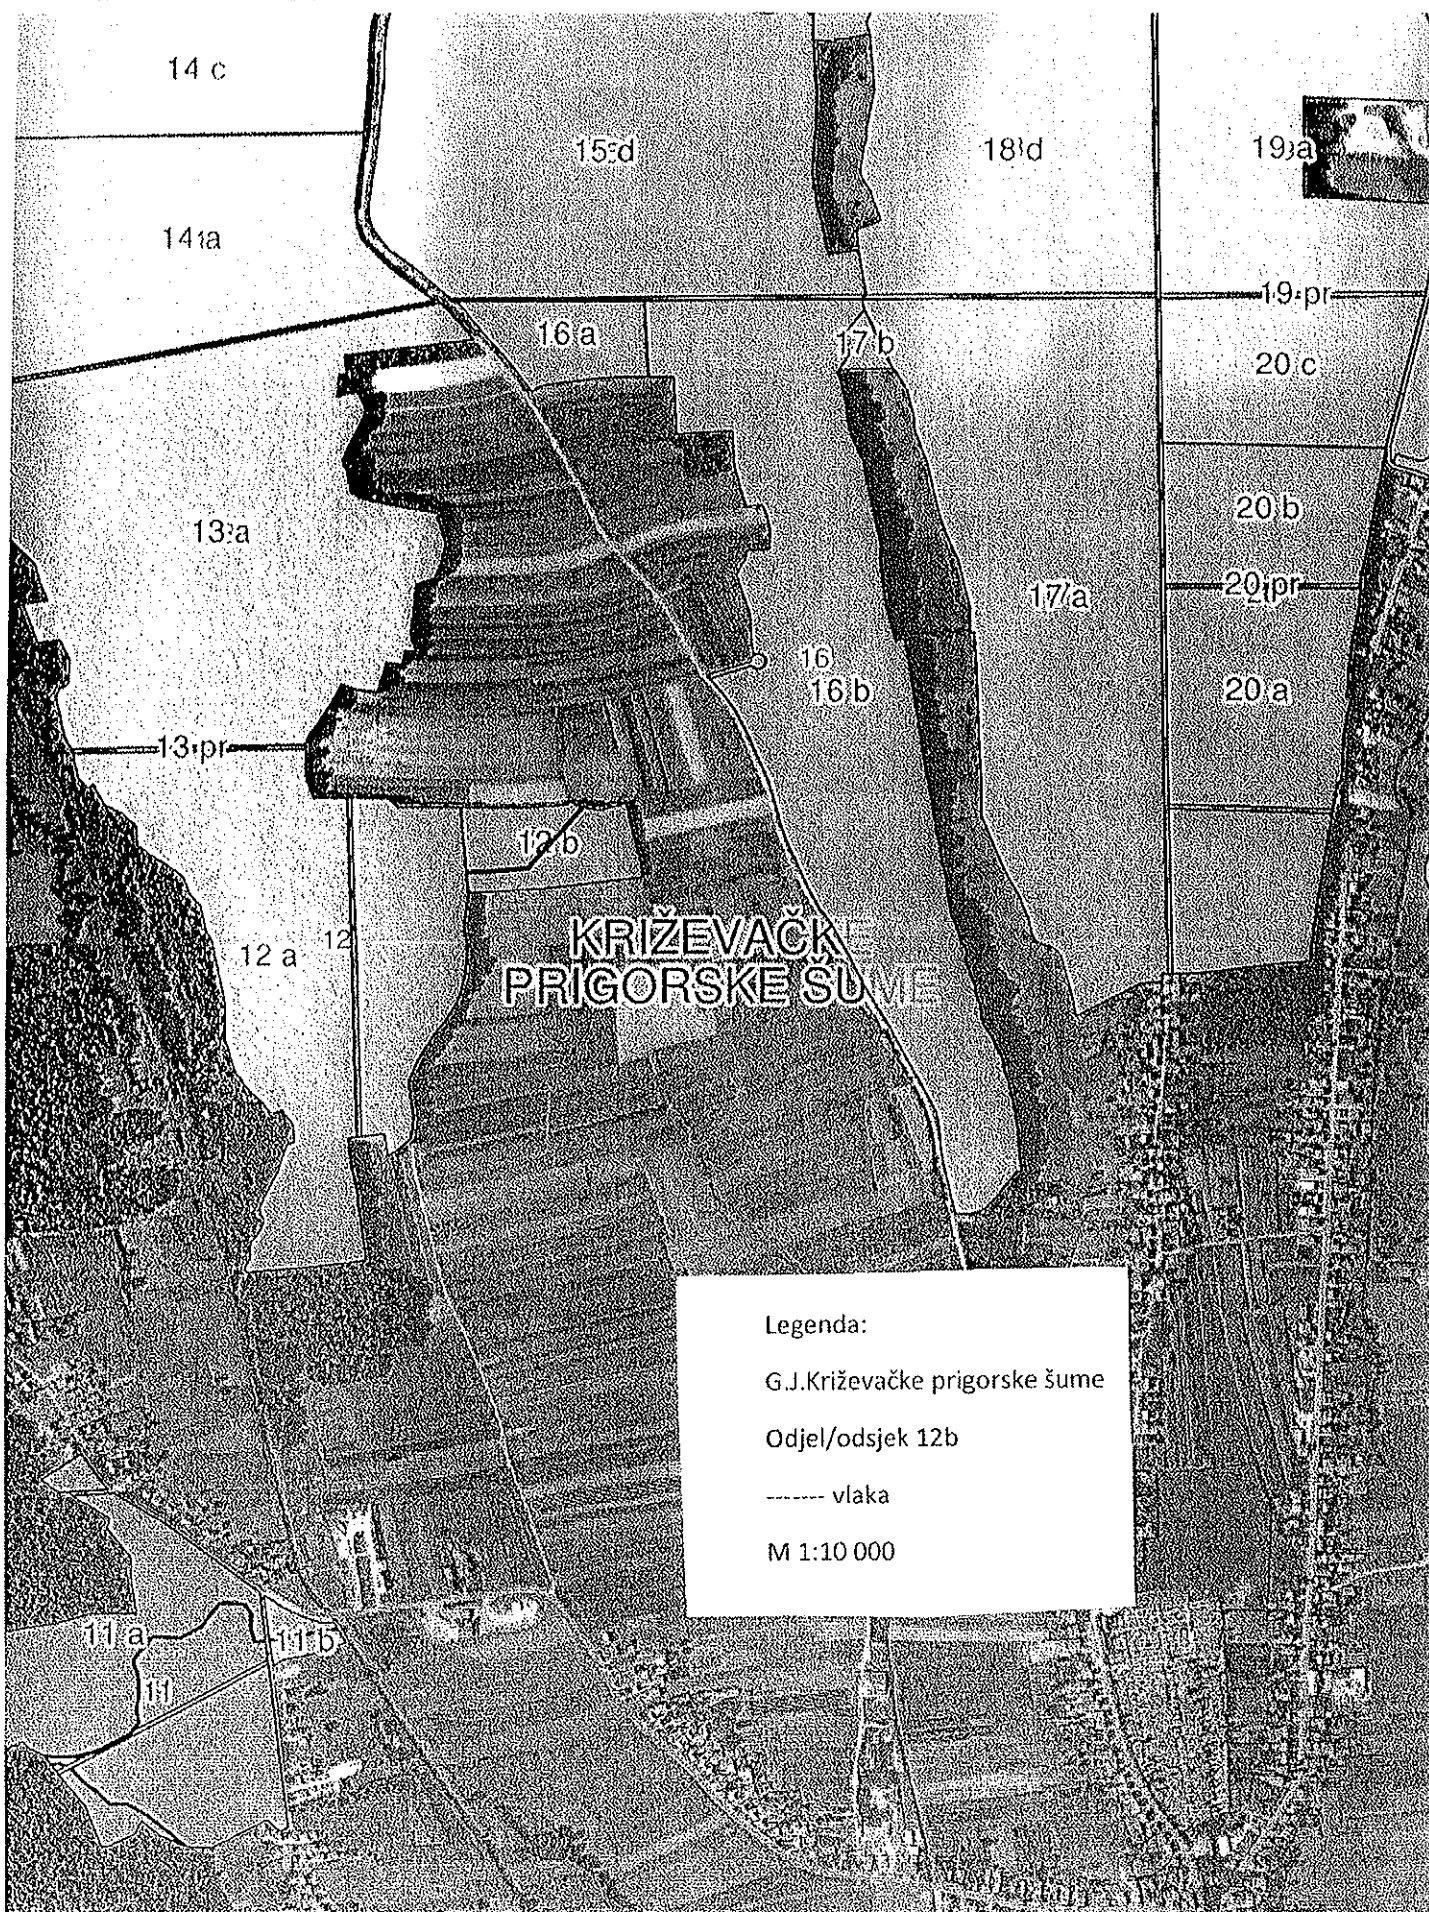 14 c
15 d
18 d
19 a
14 a
19 pr
16 a
17 b
20 c
13 a
20 b
20 pr
17 a
16
16 b
20 a
13 pr
12 b
12 a
12
KRIŽEVAČKE
PRIGORSKE ŠUME
Legenda:
G.J.Križevačke prigorske šume
Odjel/odsjek 12b
------- vlaka
M 1:10 000
11 a
11 b
11